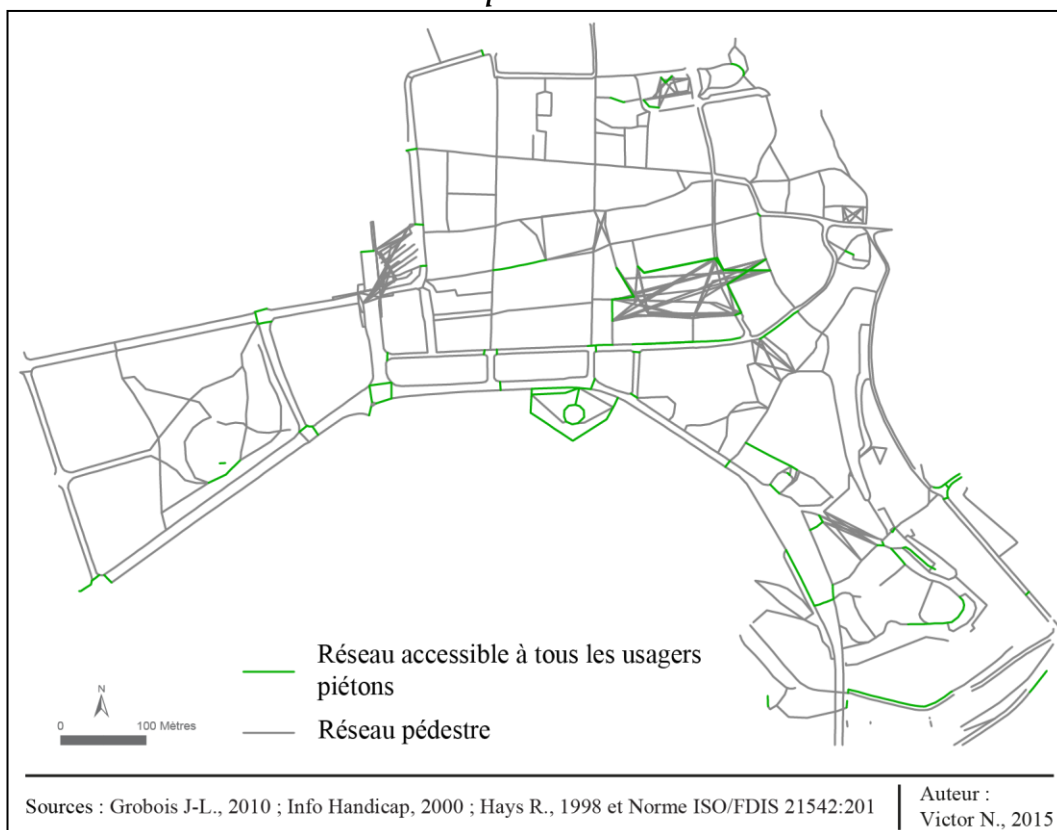 Réseau accessible à tous les usagers
piétons
Réseau pédestre
N
0 100 Mètres
Sources : Grobois J-L., 2010 ; Info Handicap, 2000 ; Hays R., 1998 et Norme ISO/FDIS 21542:201
Auteur :
Victor N., 2015